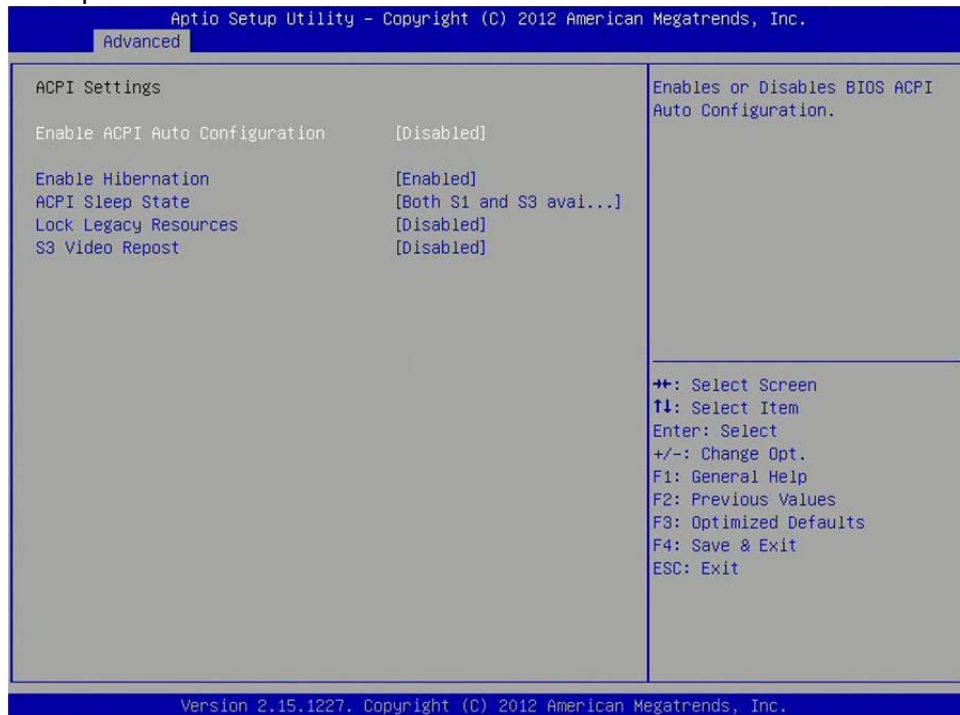 Aptio Setup Utility – Copyright (C) 2012 American Megatrends, Inc.
Advanced
ACPI Settings
Enable ACPI Auto Configuration [Disabled]
Enable Hibernation [Enabled]
ACPI Sleep State [Both S1 and S3 avai...]
Lock Legacy Resources [Disabled]
S3 Video Repost [Disabled]
Enables or Disables BIOS ACPI
Auto Configuration.
→←: Select Screen
↑↓: Select Item
Enter: Select
+/-: Change Opt.
F1: General Help
F2: Previous Values
F3: Optimized Defaults
F4: Save & Exit
ESC: Exit
Version 2.15.1227. Copyright (C) 2012 American Megatrends, Inc.